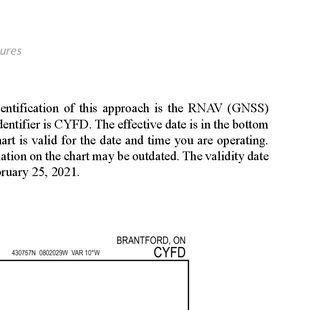 ures
entification of this approach is the RNAV (GNSS)
dentifier is CYFD. The effective date is in the bottom
art is valid for the date and time you are operating.
ation on the chart may be outdated. The validity date
ruary 25, 2021.
BRANTFORD, ON
430757N 0802029W VAR 10°W CYFD